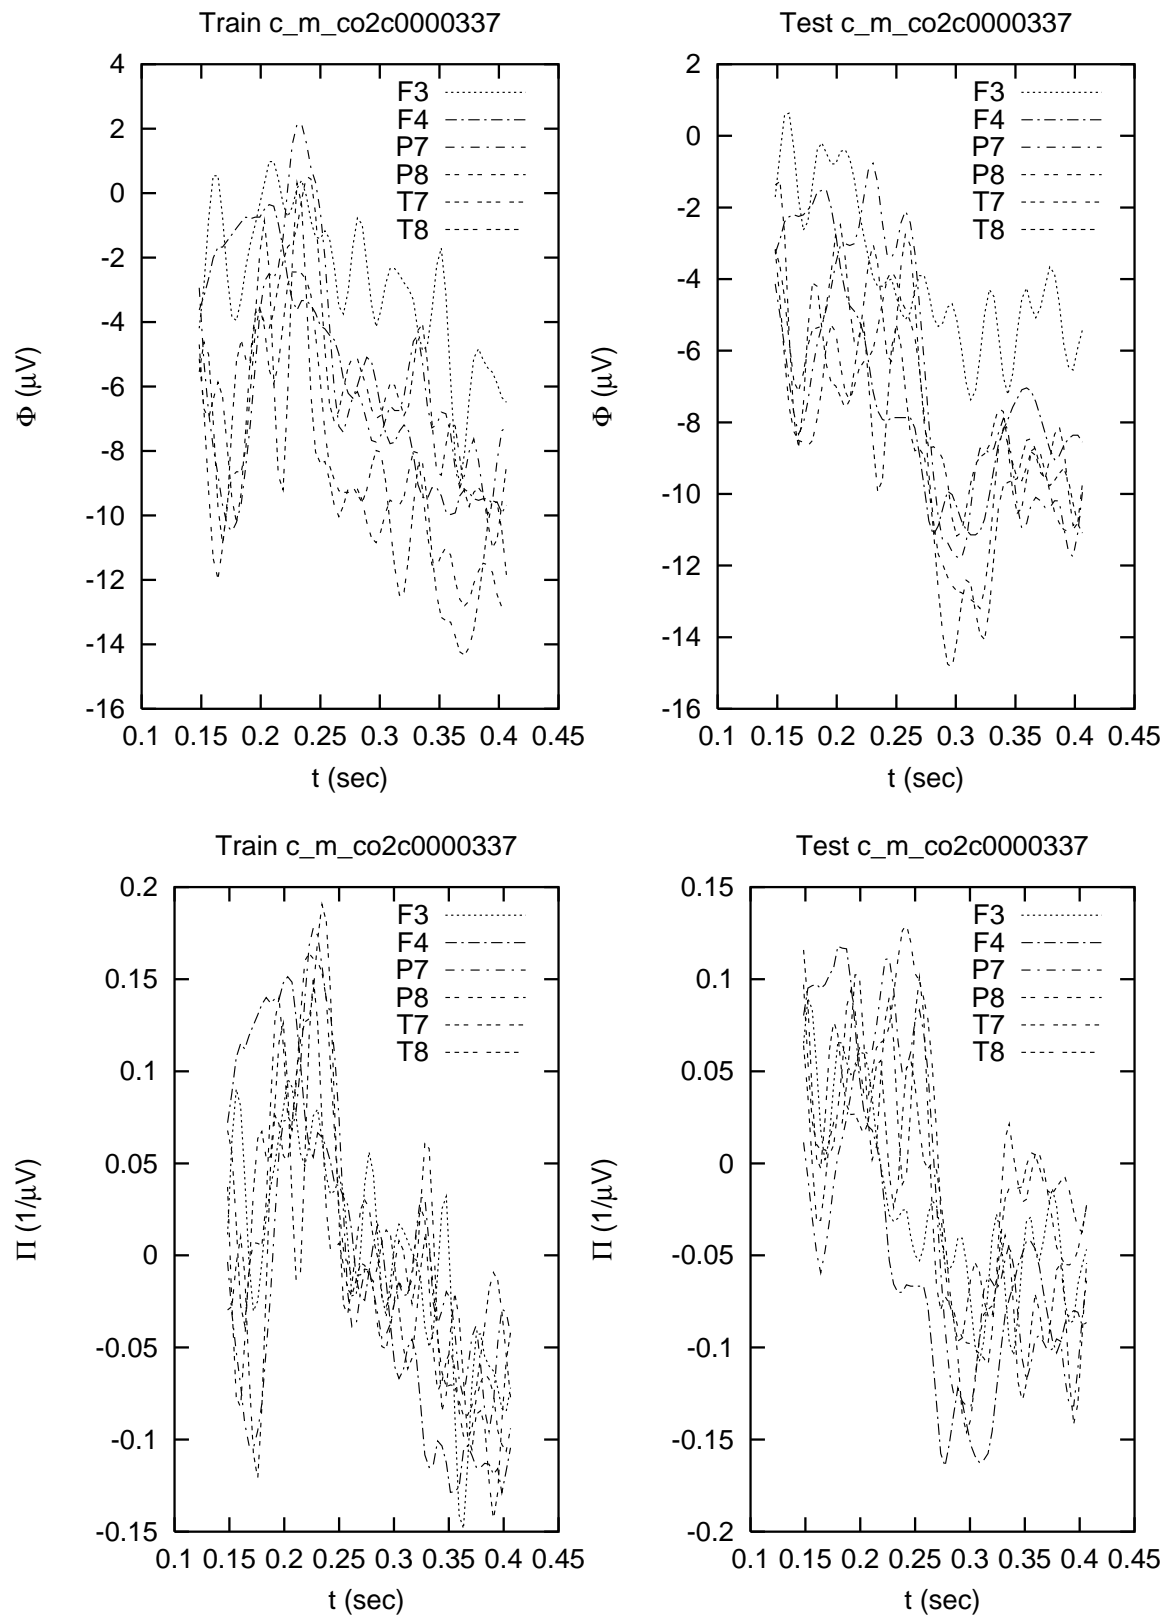 Train c_m_co2c0000337
4
2
0
-2
-4
-6
-8
-10
-12
-14
-16
Φ (μV)
F3
F4
P7
P8
T7
T8
0.1 0.15 0.2 0.25 0.3 0.35 0.4 0.45
t (sec)
Test c_m_co2c0000337
2
0
-2
-4
-6
-8
-10
-12
-14
-16
Φ (μV)
F3
F4
P7
P8
T7
T8
0.1 0.15 0.2 0.25 0.3 0.35 0.4 0.45
t (sec)
Train c_m_co2c0000337
0.2
0.15
0.1
0.05
0
-0.05
-0.1
-0.15
Π (1/μV)
F3
F4
P7
P8
T7
T8
0.1 0.15 0.2 0.25 0.3 0.35 0.4 0.45
t (sec)
Test c_m_co2c0000337
0.15
0.1
0.05
0
-0.05
-0.1
-0.15
-0.2
Π (1/μV)
F3
F4
P7
P8
T7
T8
0.1 0.15 0.2 0.25 0.3 0.35 0.4 0.45
t (sec)